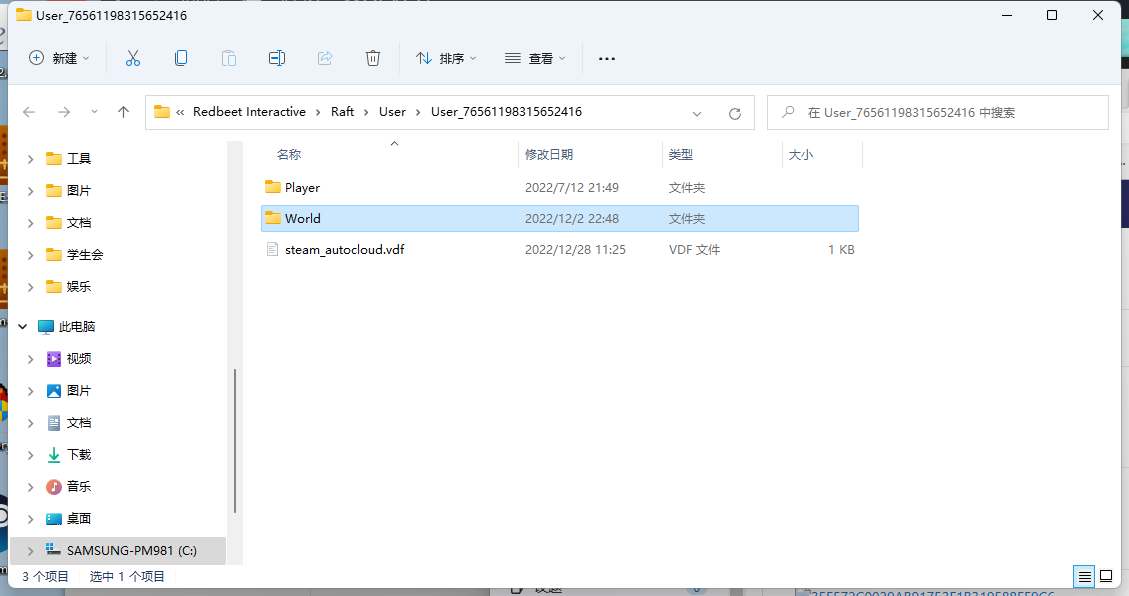 User_76561198315652416
新建
排序
查看
« Redbeet Interactive › Raft › User › User_76561198315652416
在 User_76561198315652416 中搜索
工具
图片
文档
学生会
娱乐
此电脑
视频
图片
文档
下载
音乐
桌面
SAMSUNG-PM981 (C:)
名称 修改日期 类型 大小
Player 2022/7/12 21:49 文件夹
World 2022/12/2 22:48 文件夹
steam_autocloud.vdf 2022/12/28 11:25 VDF 文件 1 KB
3 个项目 选中 1 个项目